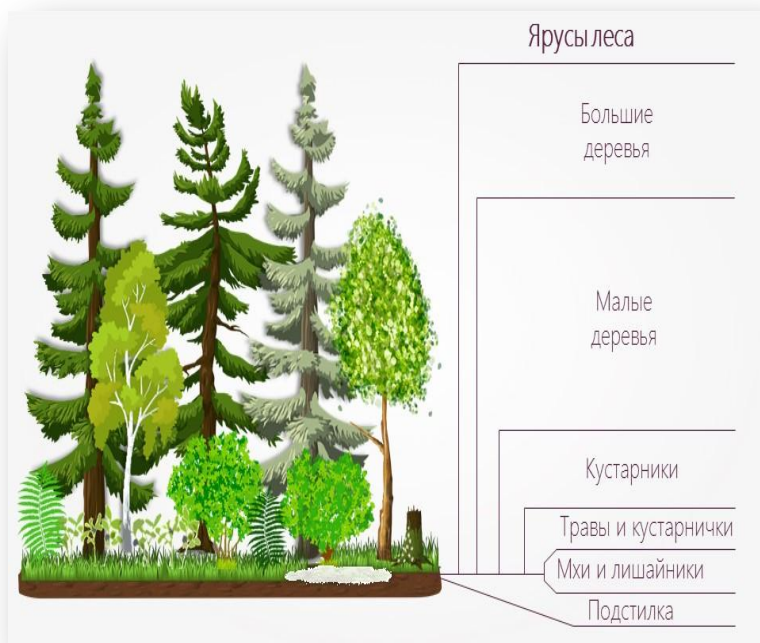 Ярусы леса
Большие
деревья
Малые
деревья
Кустарники
Травы и кустарнички
Мхи и лишайники
Подстилка